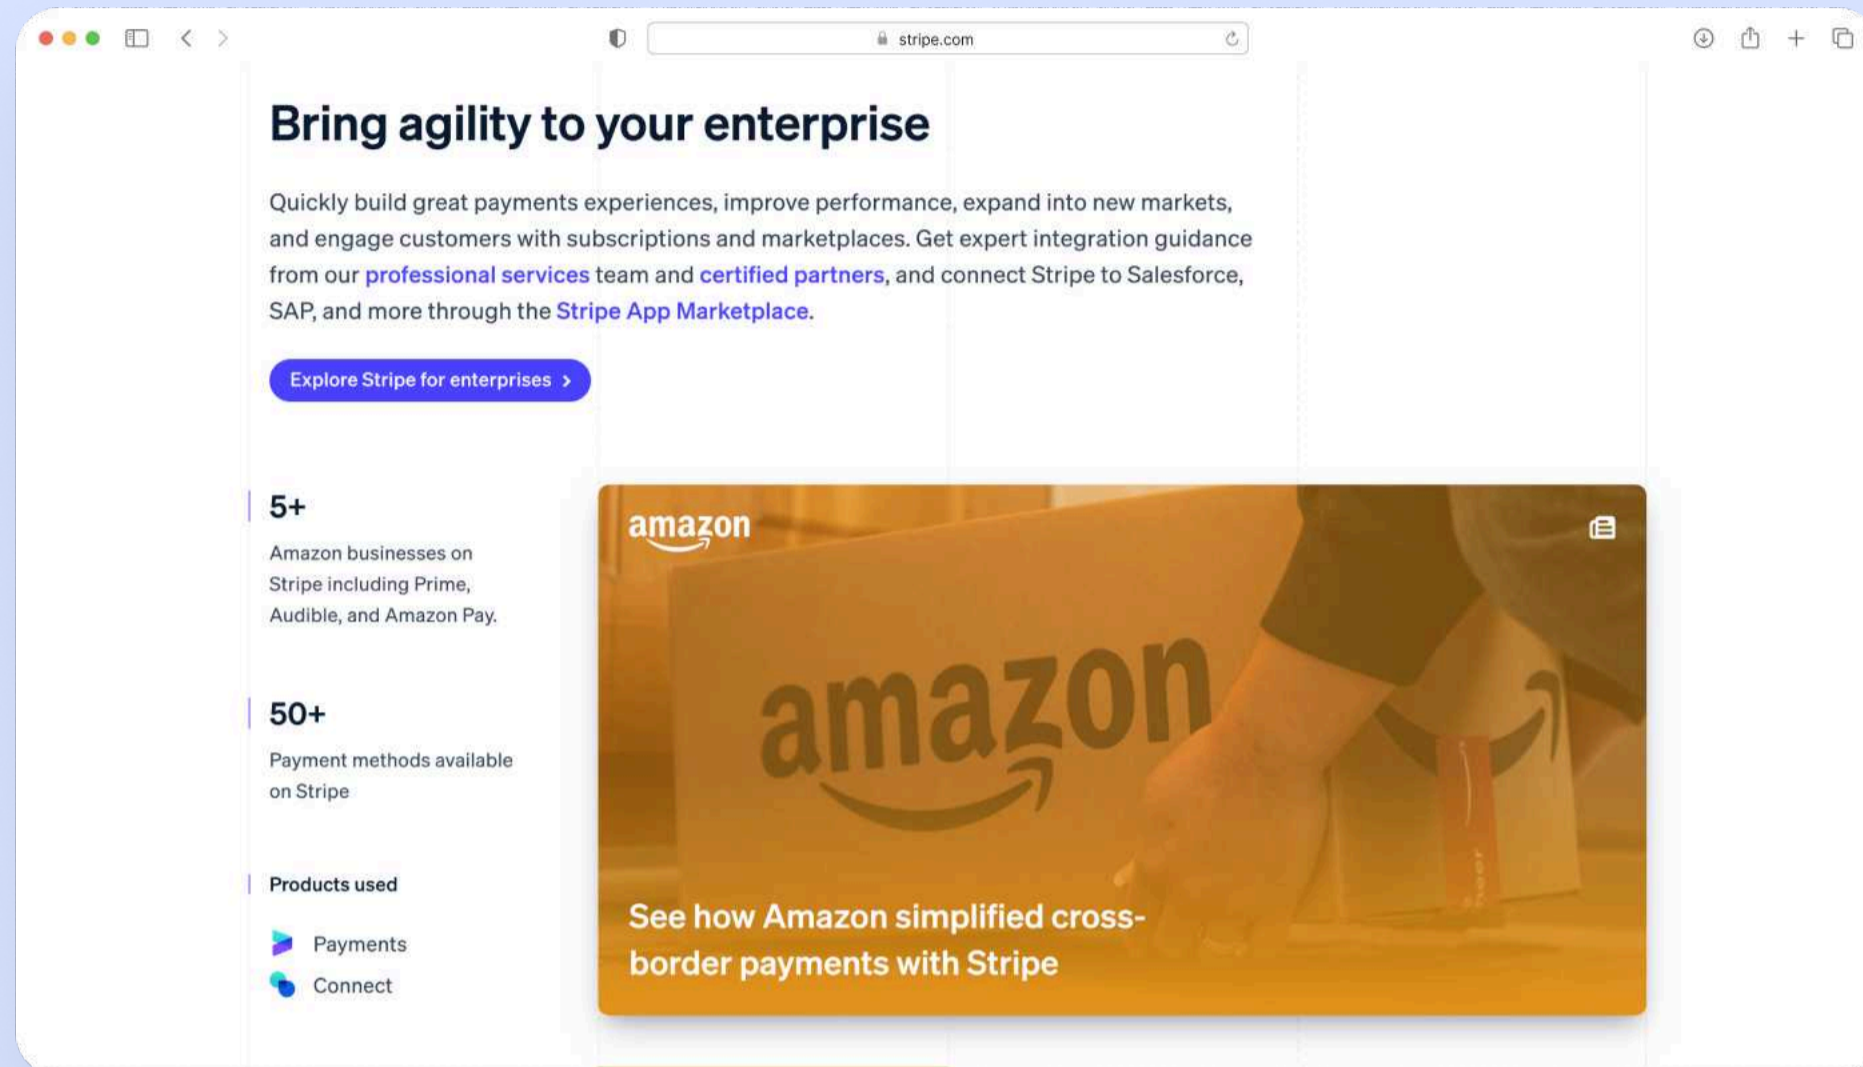 stripe.com
Bring agility to your enterprise
Quickly build great payments experiences, improve performance, expand into new markets,
and engage customers with subscriptions and marketplaces. Get expert integration guidance
from our professional services team and certified partners, and connect Stripe to Salesforce,
SAP, and more through the Stripe App Marketplace.
Explore Stripe for enterprises
5+
Amazon businesses on
Stripe including Prime,
Audible, and Amazon Pay.
50+
Payment methods available
on Stripe
Products used
Payments
Connect
amazon
amazon
See how Amazon simplified cross-
border payments with Stripe